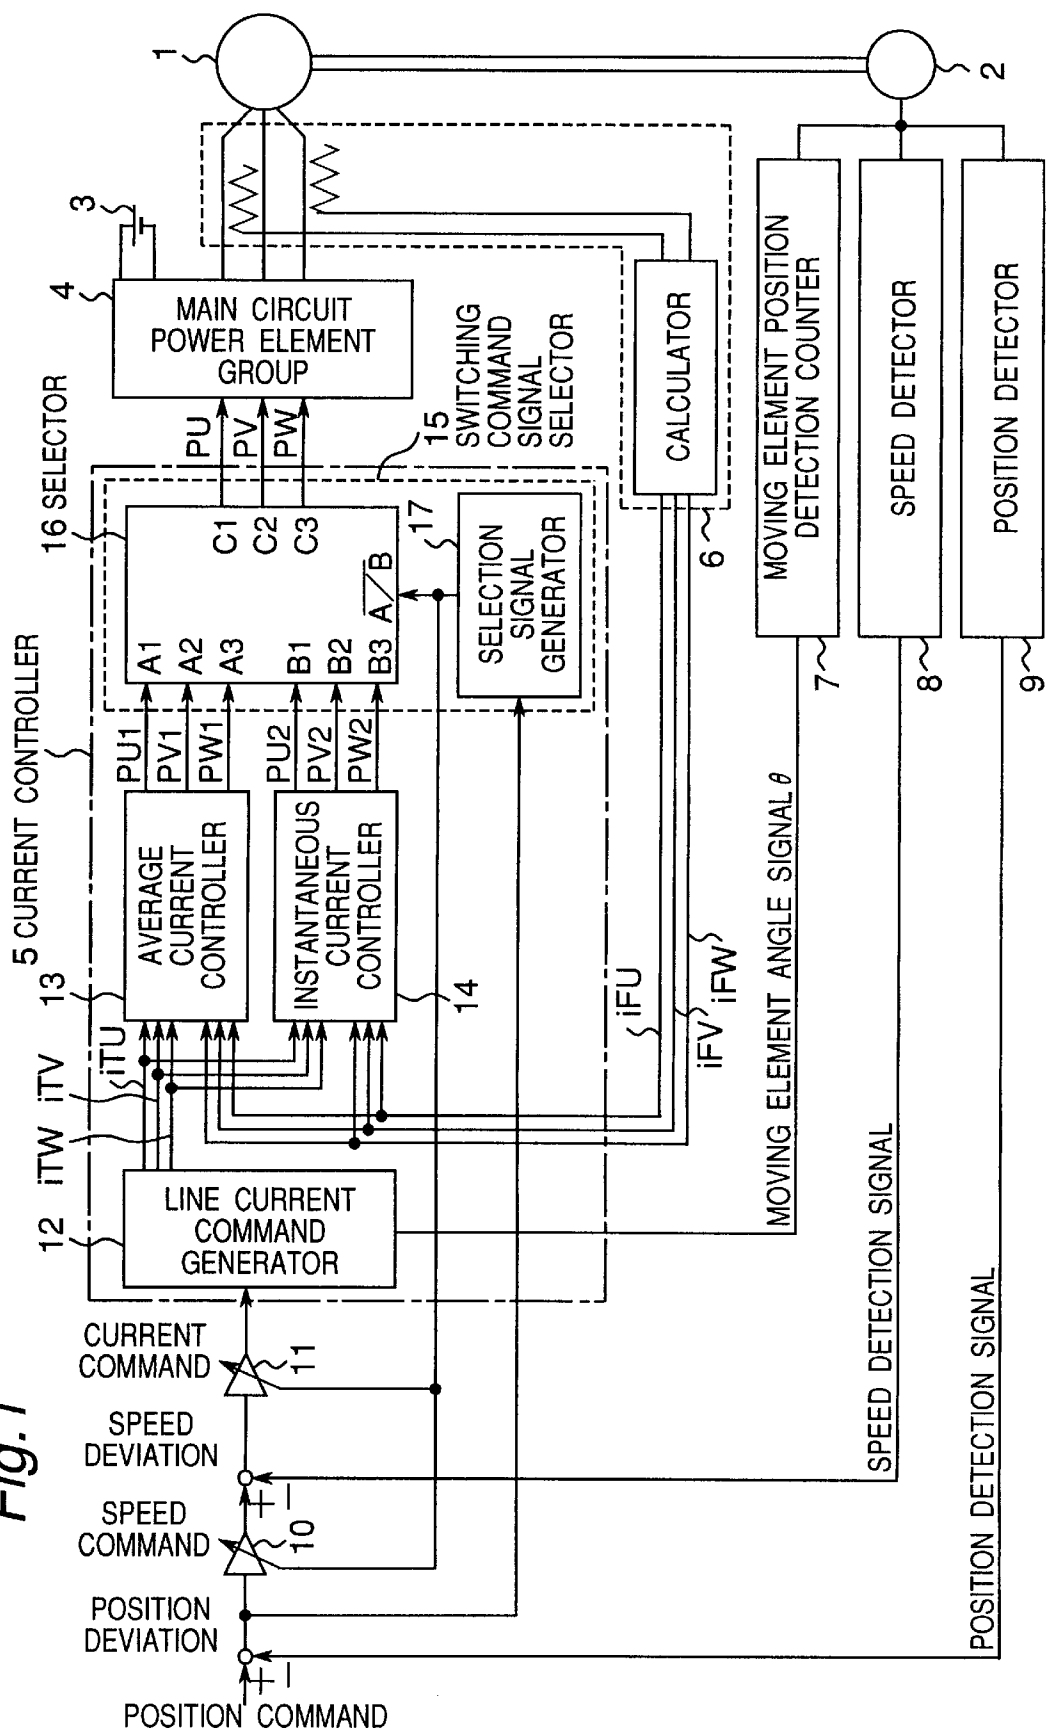 Fig. 1
5 CURRENT CONTROLLER
16 SELECTOR
4
3
1
2
MAIN CIRCUIT
POWER ELEMENT
GROUP
PU
PV
PW
15
SWITCHING
COMMAND
SIGNAL
SELECTOR
C1
C2
C3
A1
A2
A3
B1
B2
B3
A/B
17
SELECTION
SIGNAL
GENERATOR
PU1
PV1
PW1
PU2
PV2
PW2
13
AVERAGE
CURRENT
CONTROLLER
INSTANTANEOUS
CURRENT
CONTROLLER
14
iTU
iTV
iTW
12
LINE CURRENT
COMMAND
GENERATOR
CURRENT
COMMAND
11
SPEED
DEVIATION
+
−
SPEED
COMMAND
10
POSITION
DEVIATION
+
−
POSITION COMMAND
CALCULATOR
6
iFU
iFV
iFW
MOVING ELEMENT POSITION
DETECTION COUNTER
7
SPEED DETECTOR
8
POSITION DETECTOR
9
MOVING ELEMENT ANGLE SIGNAL θ
SPEED DETECTION SIGNAL
POSITION DETECTION SIGNAL